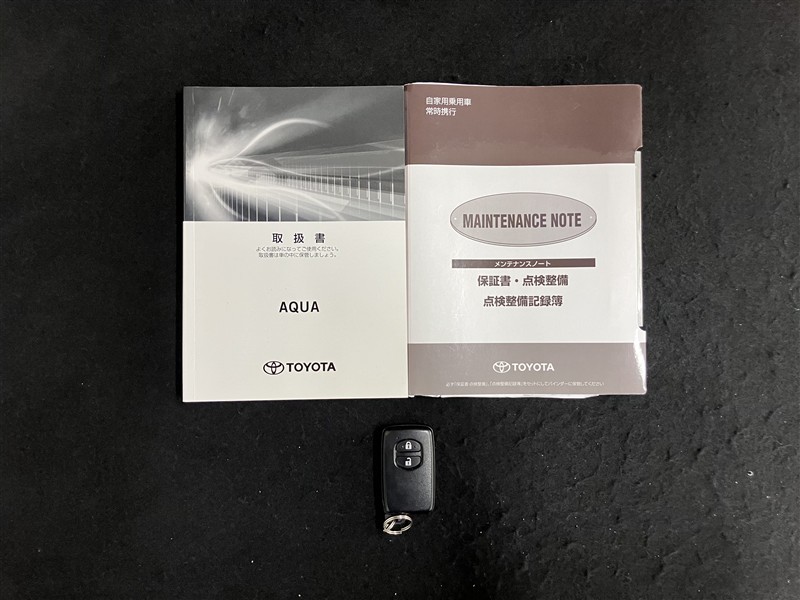 取扱書
よくお読みになってご使用ください。
取扱書は車の中に保管しましょう。
AQUA
TOYOTA
自家用乗用車
常時携行
MAINTENANCE NOTE
メンテナンスノート
保証書・点検整備
点検整備記録簿
TOYOTA